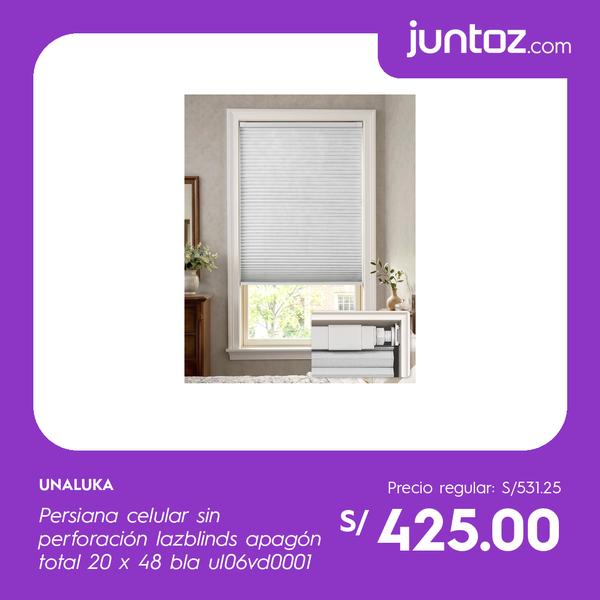 juntoz.com
UNALUKA
Persiana celular sin
perforación lazblinds apagón
total 20 x 48 bla ul06vd0001
Precio regular: S/531.25
S/ 425.00